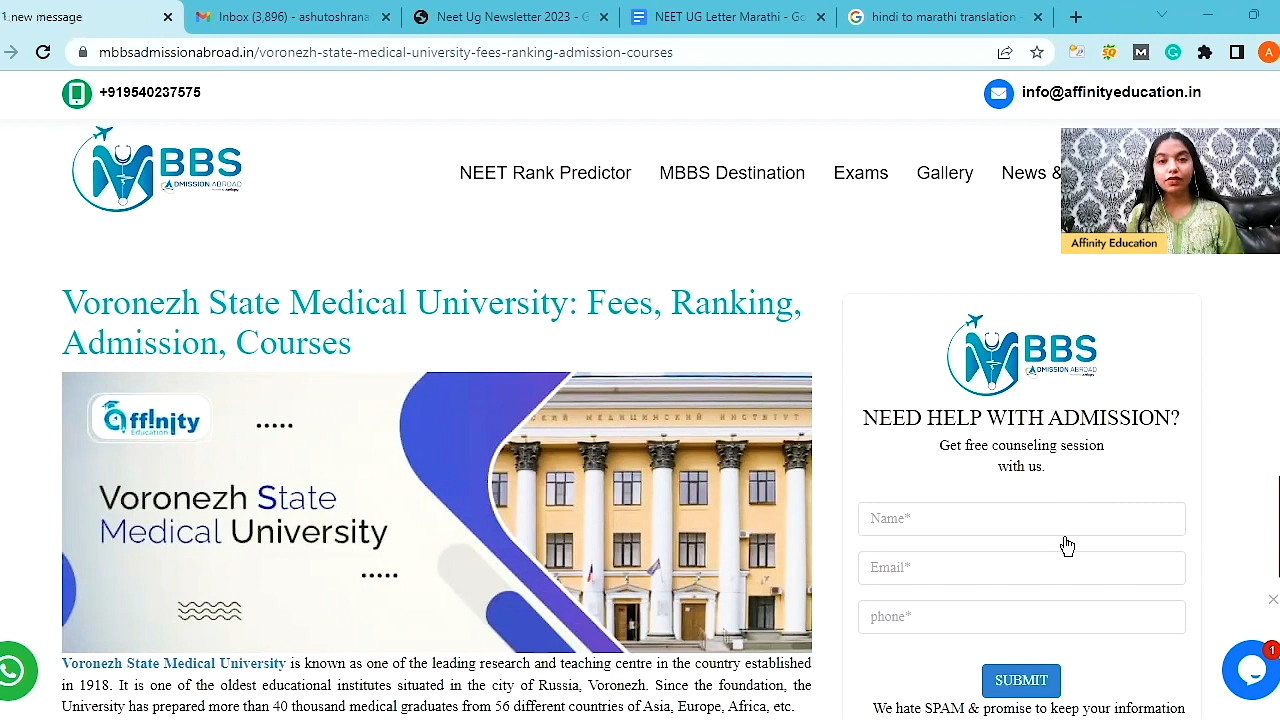 1 new message
Inbox (3,896) - ashutoshrana
Neet Ug Newsletter 2023 - G
NEET UG Letter Marathi - Go
hindi to marathi translation -
mbbsadmissionabroad.in/voronezh-state-medical-university-fees-ranking-admission-courses
A
+919540237575
info@affinityeducation.in
MBBS
ADMISSION ABROAD
NEET Rank Predictor
MBBS Destination
Exams
Gallery
News &
Affinity Education
Voronezh State Medical University: Fees, Ranking,
Admission, Courses
affinity
Education
Voronezh State
Medical University
МЕДИЦИНСКИЙ ИНСТИТУТ
Voronezh State Medical University is known as one of the leading research and teaching centre in the country established
in 1918. It is one of the oldest educational institutes situated in the city of Russia, Voronezh. Since the foundation, the
University has prepared more than 40 thousand medical graduates from 56 different countries of Asia, Europe, Africa, etc.
MBBS
ADMISSION ABROAD
NEED HELP WITH ADMISSION?
Get free counseling session
with us.
Name*
Email*
phone*
SUBMIT
We hate SPAM & promise to keep your information
1